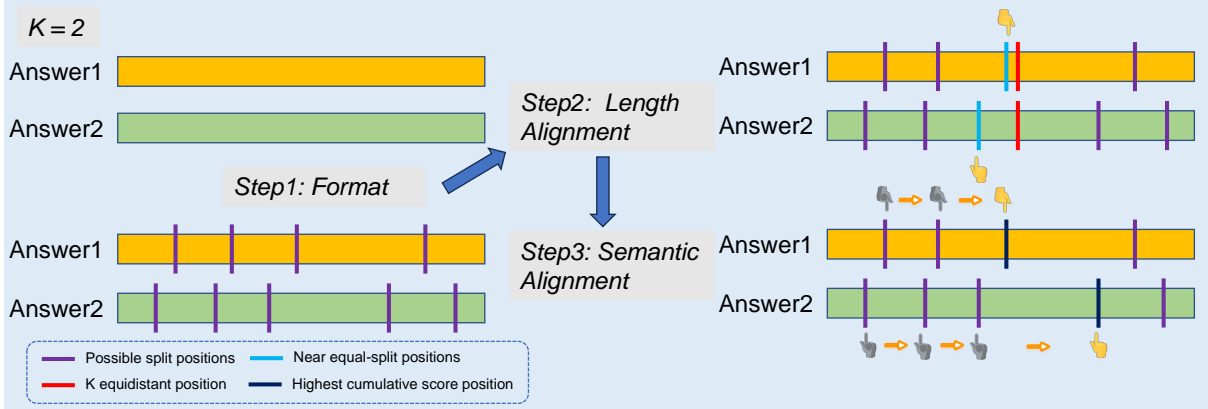 K = 2
Answer1
Answer2
Step1: Format
Answer1
Answer2
Step2: Length
Alignment
Step3: Semantic
Alignment
Answer1
Answer2
Answer1
Answer2
Possible split positions
Near equal-split positions
K equidistant position
Highest cumulative score position